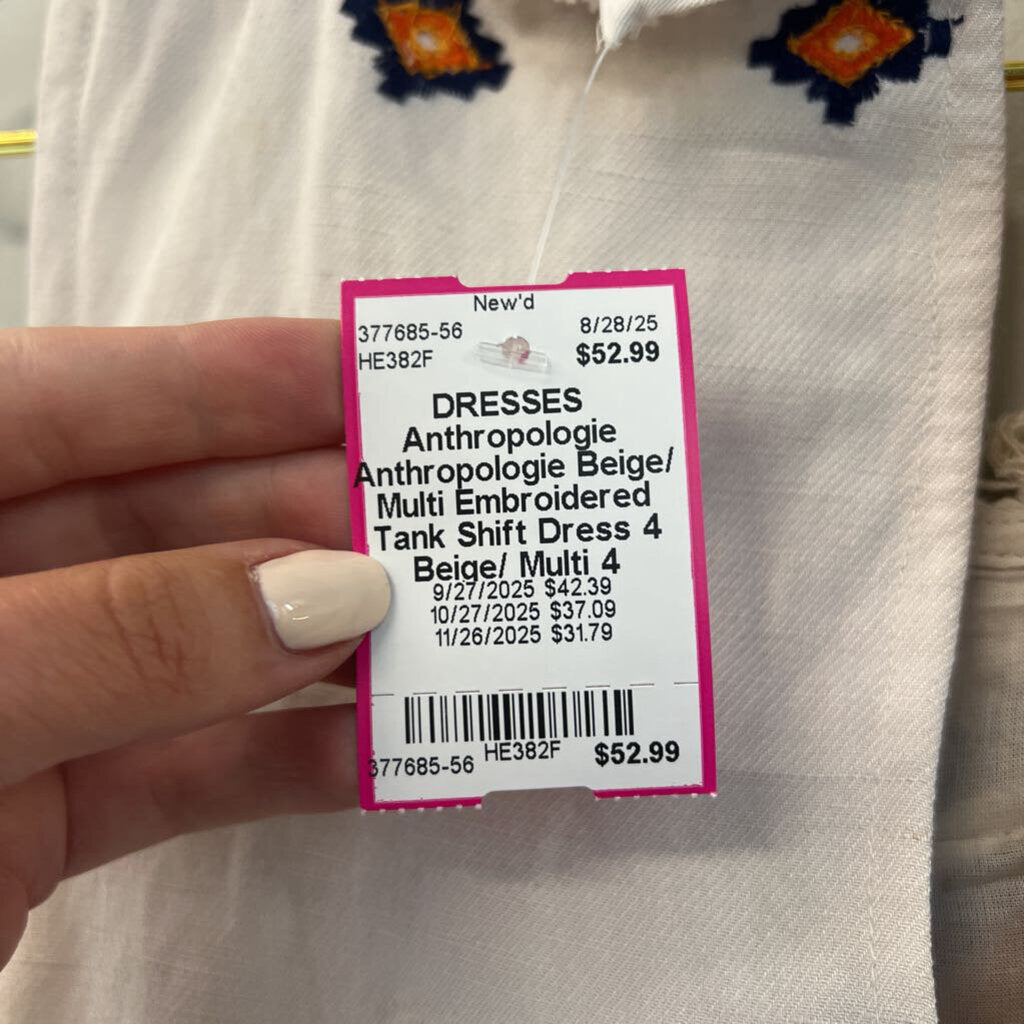 New'd
377685-56 8/28/25
HE382F $52.99
DRESSES
Anthropologie
Anthropologie Beige/
Multi Embroidered
Tank Shift Dress 4
Beige/ Multi 4
9/27/2025 $42.39
10/27/2025 $37.09
11/26/2025 $31.79
377685-56 HE382F $52.99